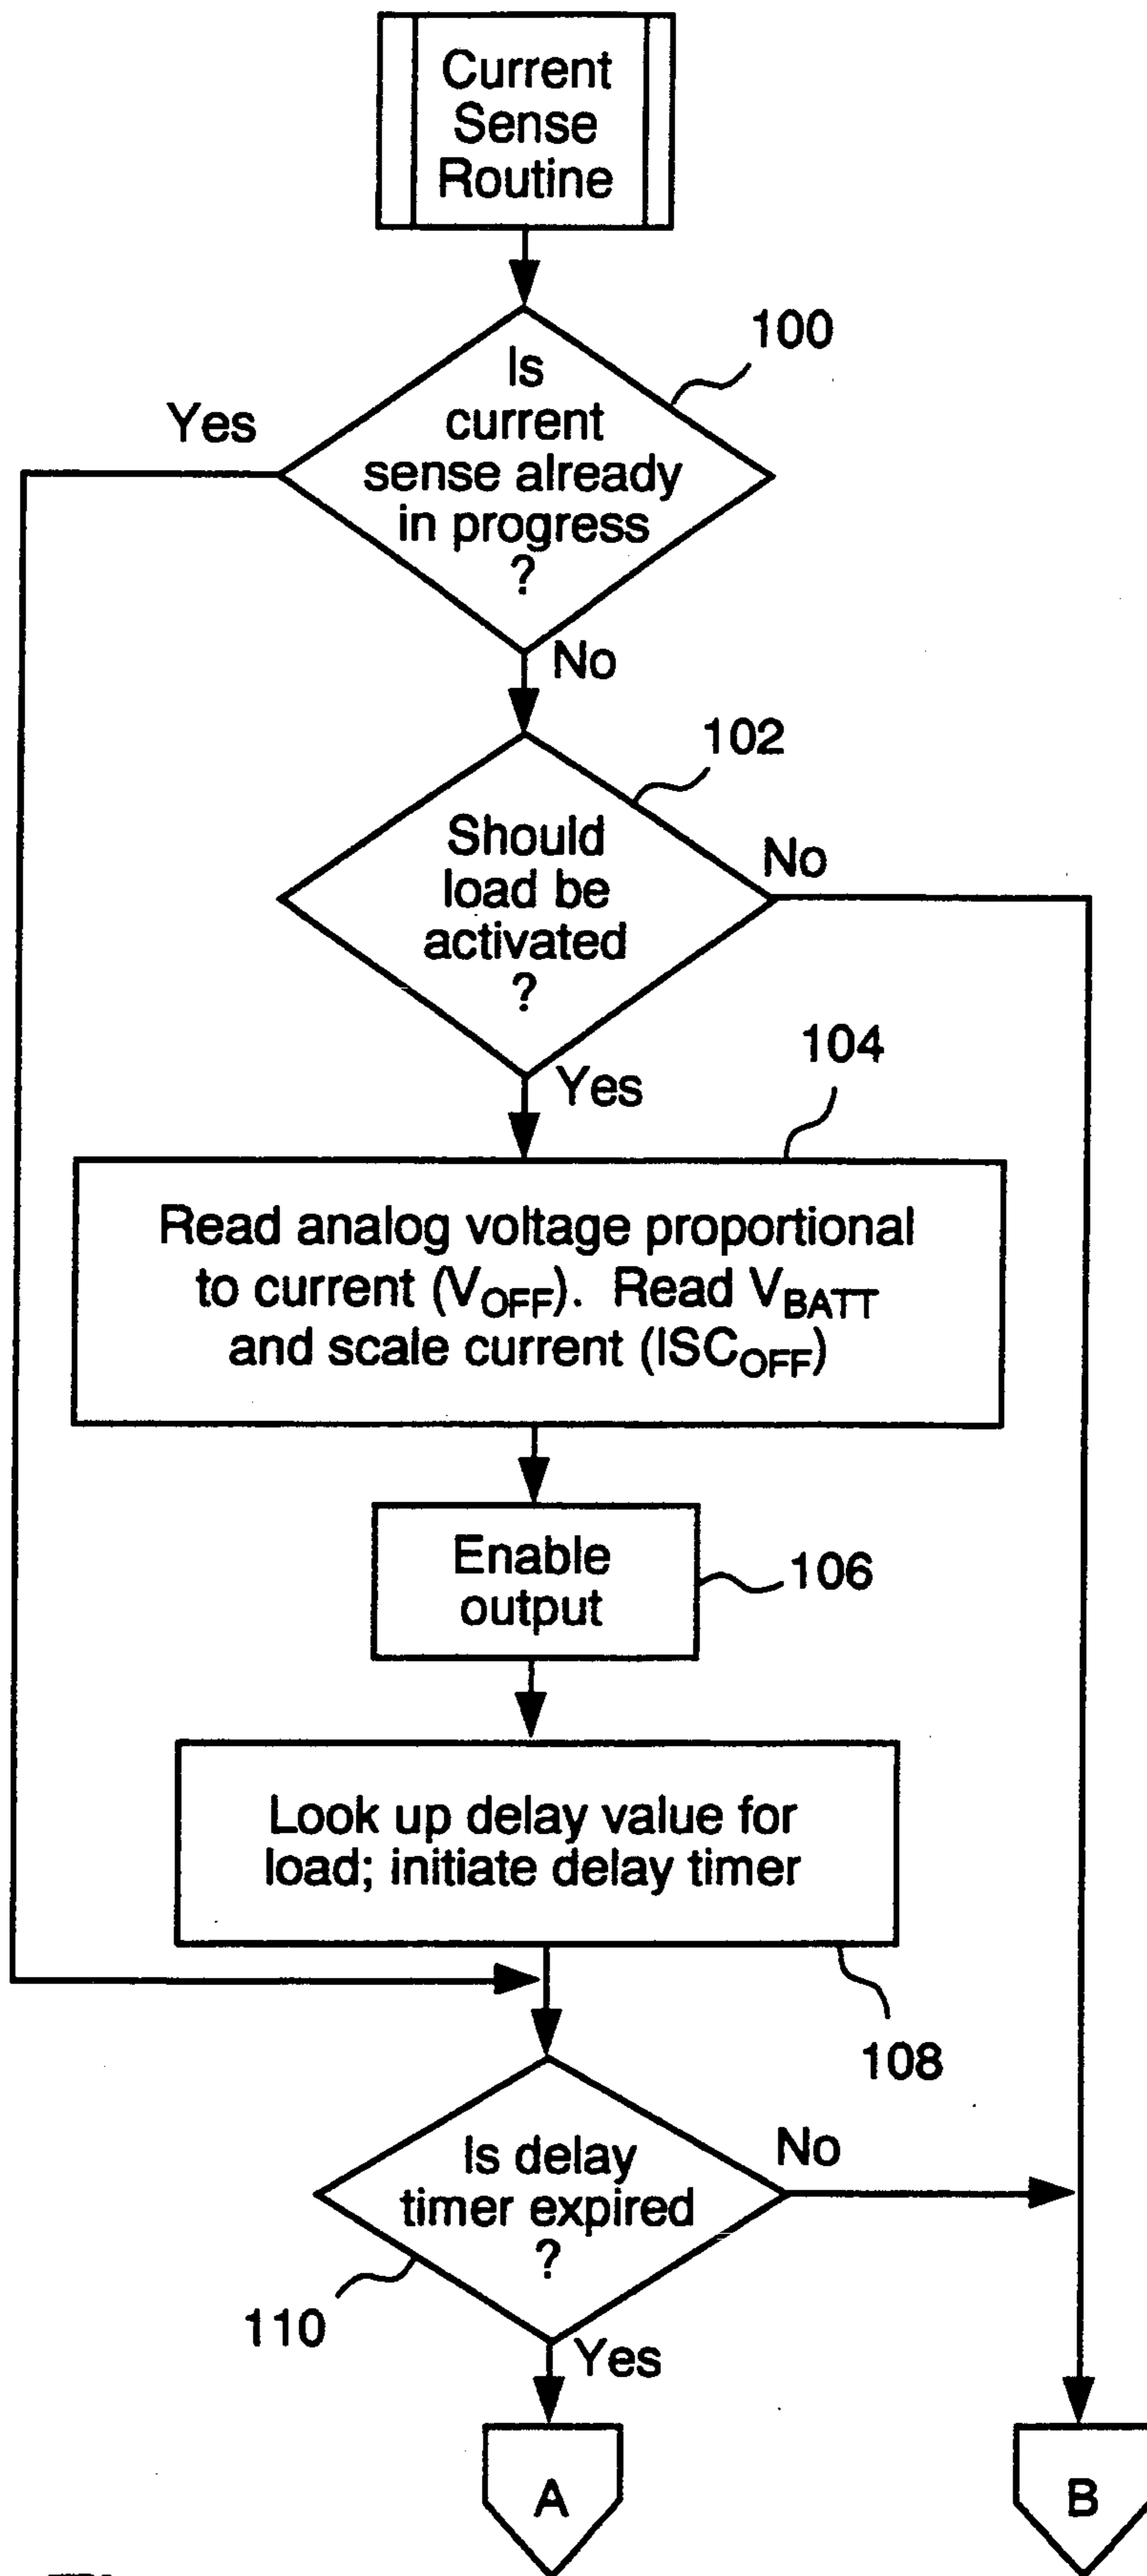 Current
Sense
Routine
100
Is
current
sense already
in progress
?
Yes
No
102
Should
load be
activated
?
No
Yes
104
Read analog voltage proportional
to current (VOFF). Read VBATT
and scale current (ISCOFF)
Enable
output
106
Look up delay value for
load; initiate delay timer
108
Is delay
timer expired
?
No
110
Yes
A
B